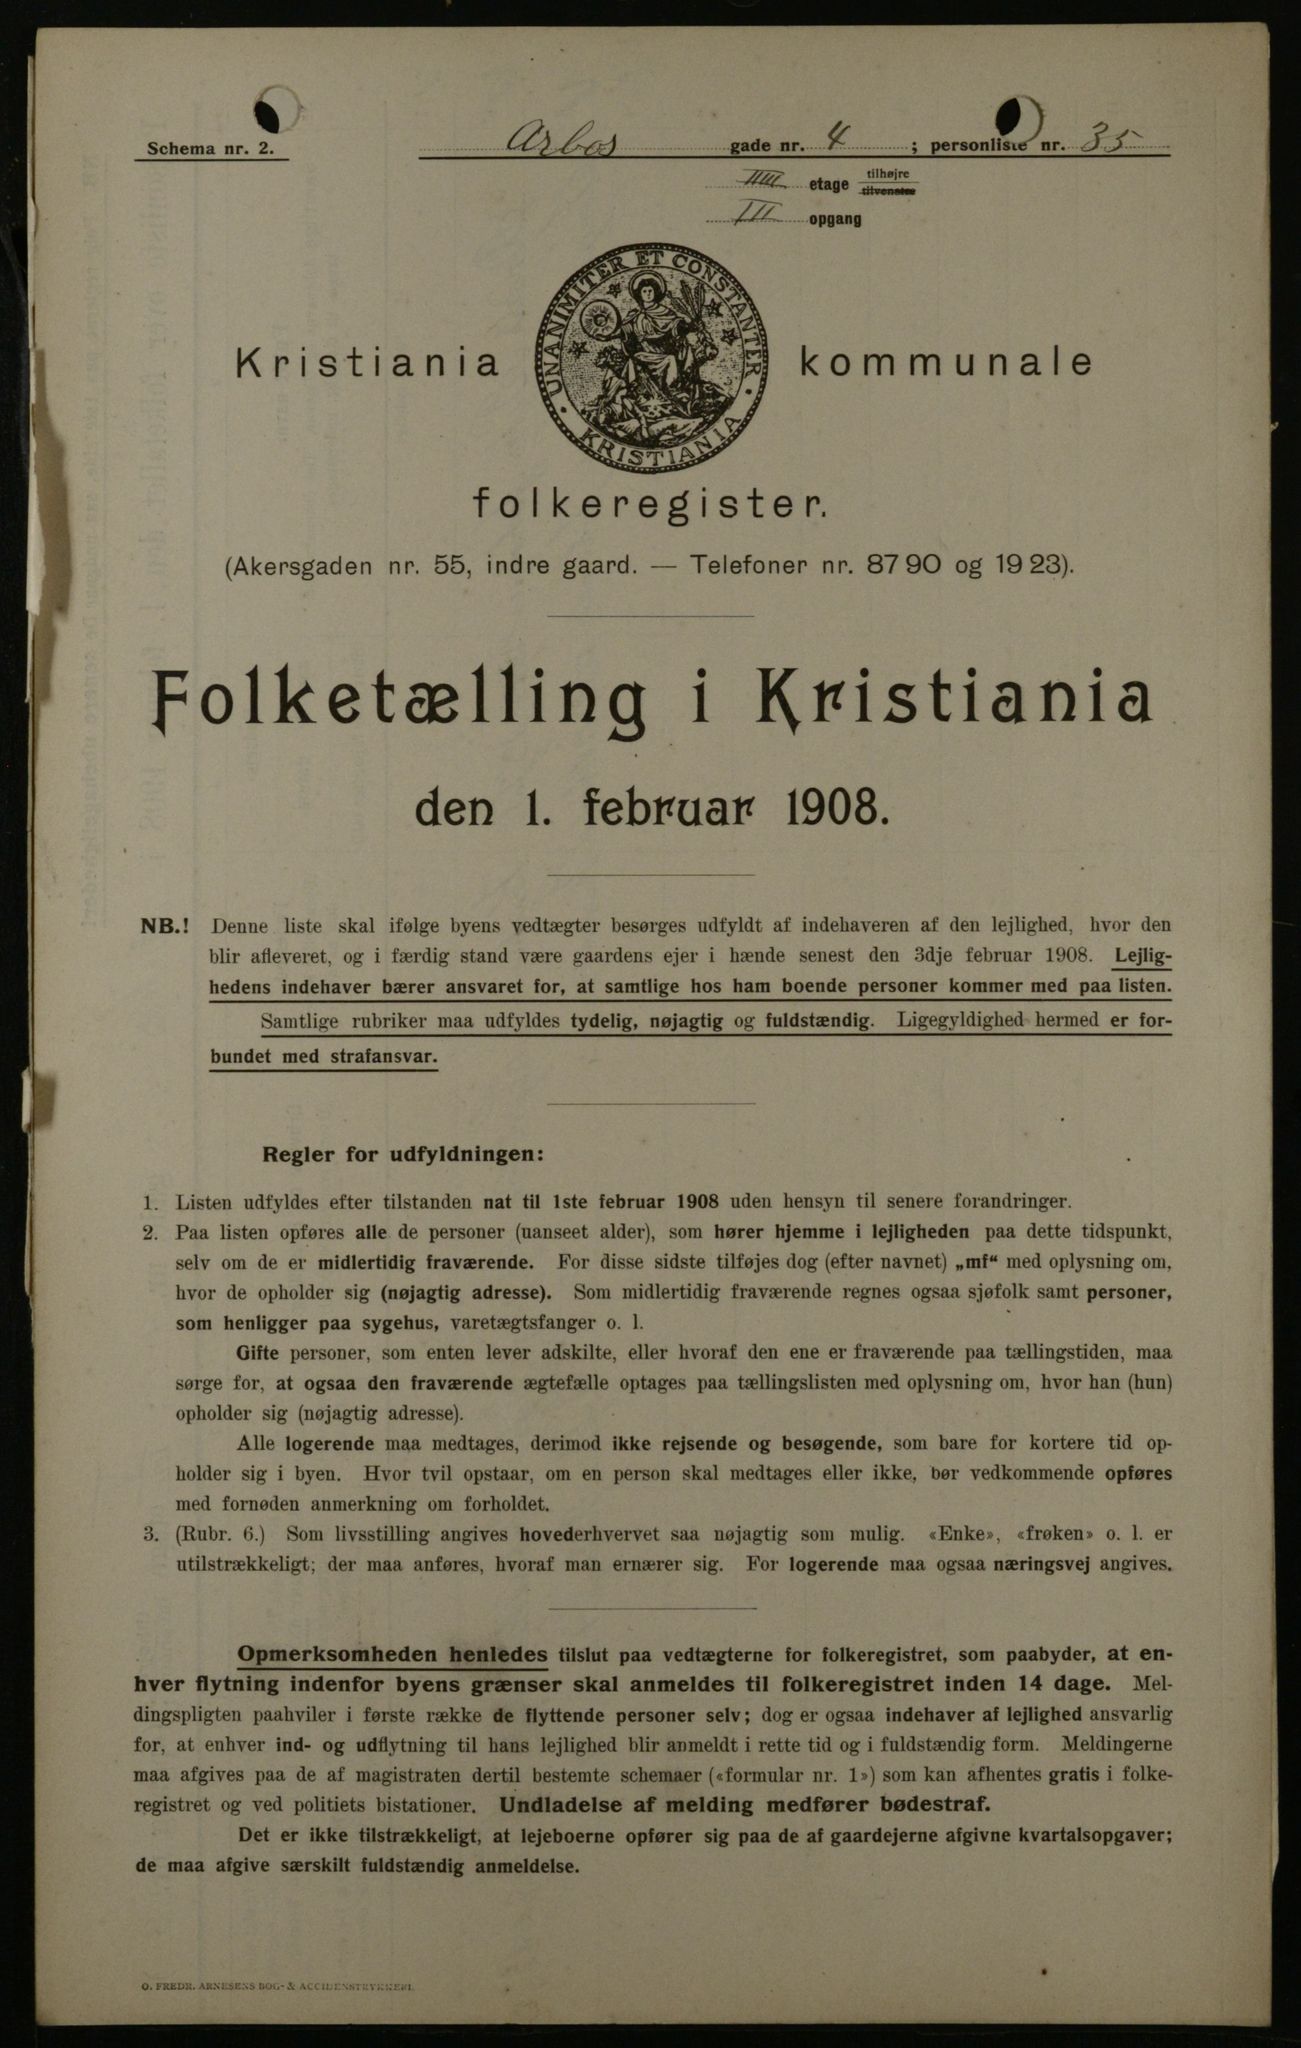 Schema nr. 2.
Arbos gade nr. 4 ; personliste nr. 35
IIII etage tilhøjre
tilvenstre
III opgang
UNANIMITER ET CONSTANTER
KRISTIANIA
Kristiania kommunale
folkeregister.
(Akersgaden nr. 55, indre gaard. — Telefoner nr. 8790 og 1923).
Folketælling i Kristiania
den 1. februar 1908.
NB.! Denne liste skal ifølge byens vedtægter besørges udfyldt af indehaveren af den lejlighed, hvor den
blir afleveret, og i færdig stand være gaardens ejer i hænde senest den 3dje februar 1908. Lejlig-
hedens indehaver bærer ansvaret for, at samtlige hos ham boende personer kommer med paa listen.
Samtlige rubriker maa udfyldes tydelig, nøjagtig og fuldstændig. Ligegyldighed hermed er for-
bundet med strafansvar.
Regler for udfyldningen:
1. Listen udfyldes efter tilstanden nat til 1ste februar 1908 uden hensyn til senere forandringer.
2. Paa listen opføres alle de personer (uanseet alder), som hører hjemme i lejligheden paa dette tidspunkt,
selv om de er midlertidig fraværende. For disse sidste tilføjes dog (efter navnet) „mf“ med oplysning om,
hvor de opholder sig (nøjagtig adresse). Som midlertidig fraværende regnes ogsaa sjøfolk samt personer,
som henligger paa sygehus, varetægtsfanger o. l.
Gifte personer, som enten lever adskilte, eller hvoraf den ene er fraværende paa tællingstiden, maa
sørge for, at ogsaa den fraværende ægtefælle optages paa tællingslisten med oplysning om, hvor han (hun)
opholder sig (nøjagtig adresse).
Alle logerende maa medtages, derimod ikke rejsende og besøgende, som bare for kortere tid op-
holder sig i byen. Hvor tvil opstaar, om en person skal medtages eller ikke, bør vedkommende opføres
med fornøden anmerkning om forholdet.
3. (Rubr. 6.) Som livsstilling angives hovederhvervet saa nøjagtig som mulig. «Enke», «frøken» o. l. er
utilstrækkeligt; der maa anføres, hvoraf man ernærer sig. For logerende maa ogsaa næringsvej angives.
Opmerksomheden henledes tilslut paa vedtægterne for folkeregistret, som paabyder, at en-
hver flytning indenfor byens grænser skal anmeldes til folkeregistret inden 14 dage. Mel-
dingspligten paahviler i første række de flyttende personer selv; dog er ogsaa indehaver af lejlighed ansvarlig
for, at enhver ind- og udflytning til hans lejlighed blir anmeldt i rette tid og i fuldstændig form. Meldingerne
maa afgives paa de af magistraten dertil bestemte schemaer («formular nr. 1») som kan afhentes gratis i folke-
registret og ved politiets bistationer. Undladelse af melding medfører bødestraf.
Det er ikke tilstrækkeligt, at lejeboerne opfører sig paa de af gaardejerne afgivne kvartalsopgaver;
de maa afgive særskilt fuldstændig anmeldelse.
O. FREDR. ARNESENS BOG- & ACCIDENSTRYKKERI.